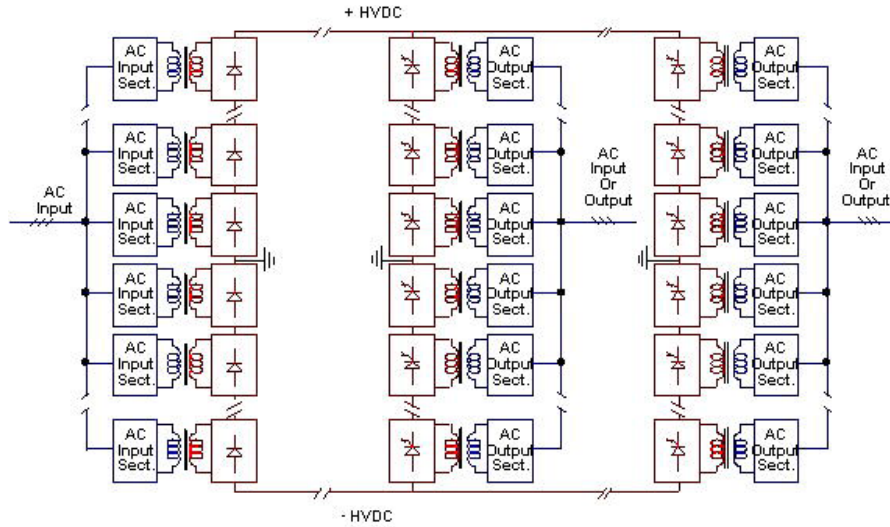 + HVDC
AC
Input
Sect.
AC
Output
Sect.
AC
Output
Sect.
AC
Input
Sect.
AC
Output
Sect.
AC
Output
Sect.
AC
Input
Or
Output
AC
Input
Or
Output
AC
Input
AC
Input
Sect.
AC
Output
Sect.
AC
Output
Sect.
AC
Input
Sect.
AC
Output
Sect.
AC
Output
Sect.
AC
Input
Sect.
AC
Output
Sect.
AC
Output
Sect.
AC
Input
Sect.
AC
Output
Sect.
AC
Output
Sect.
- HVDC